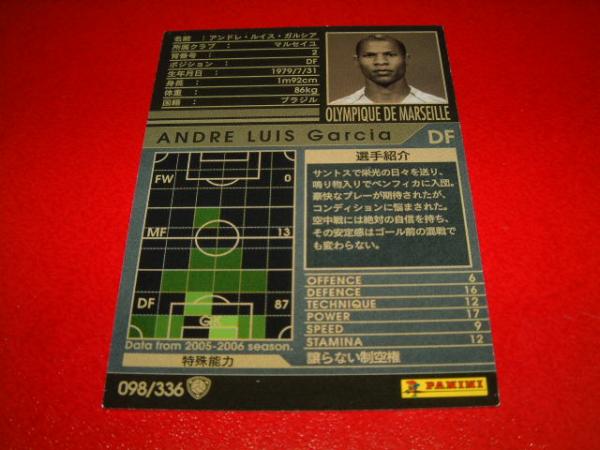 名前 : アンドレ・ルイス・ガルシア
所属クラブ : マルセイユ
背番号 : 2
ポジション : DF
生年月日 : 1979/7/31
身長 : 1m92cm
体重 : 86kg
国籍 : ブラジル
OLYMPIQUE DE MARSEILLE
ANDRE LUIS Garcia DF
FW 0
MF 13
DF 87
GK
Data from 2005-2006 season.
特殊能力
選手紹介
サントスで栄光の日々を送り、
鳴り物入りでベンフィカに入団。
豪快なプレーが期待されたが、
コンディションに悩まされた。
空中戦には絶対の自信を持ち、
その安定感はゴール前の混戦で
も変わらない。
OFFENCE 6
DEFENCE 16
TECHNIQUE 12
POWER 17
SPEED 9
STAMINA 12
譲らない制空権
098/336
PANINI